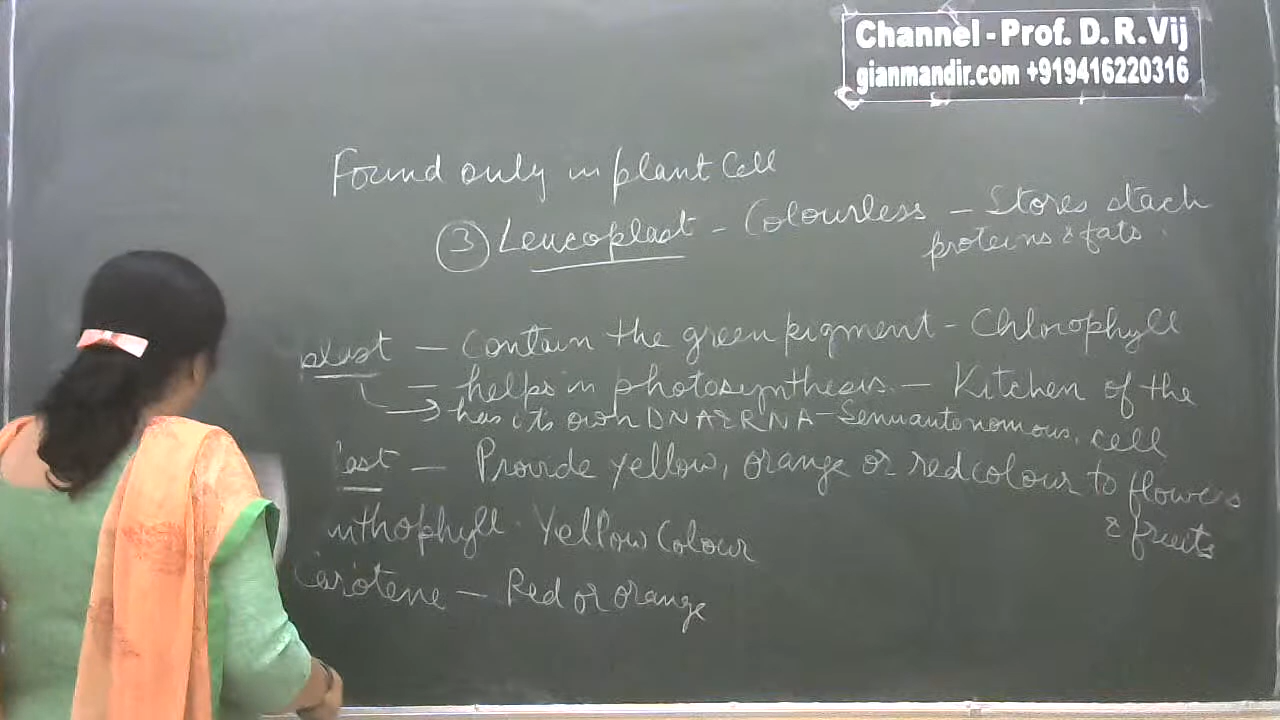 Channel - Prof. D. R. Vij
gianmandir.com +919416220316
Found only in plant Cell
③ Leucoplast - Colourless - Stores stach
proteins & fats
plast - Contain the green pigment - Chlorophyll
- helps in photosynthesis - Kitchen of the
cell
→ has its own DNA & RNA - Semiautonomous.
last - Provide yellow, orange or red colour to flowers
& fruits
nthophyll Yellow Colour
Carotene - Red or orange